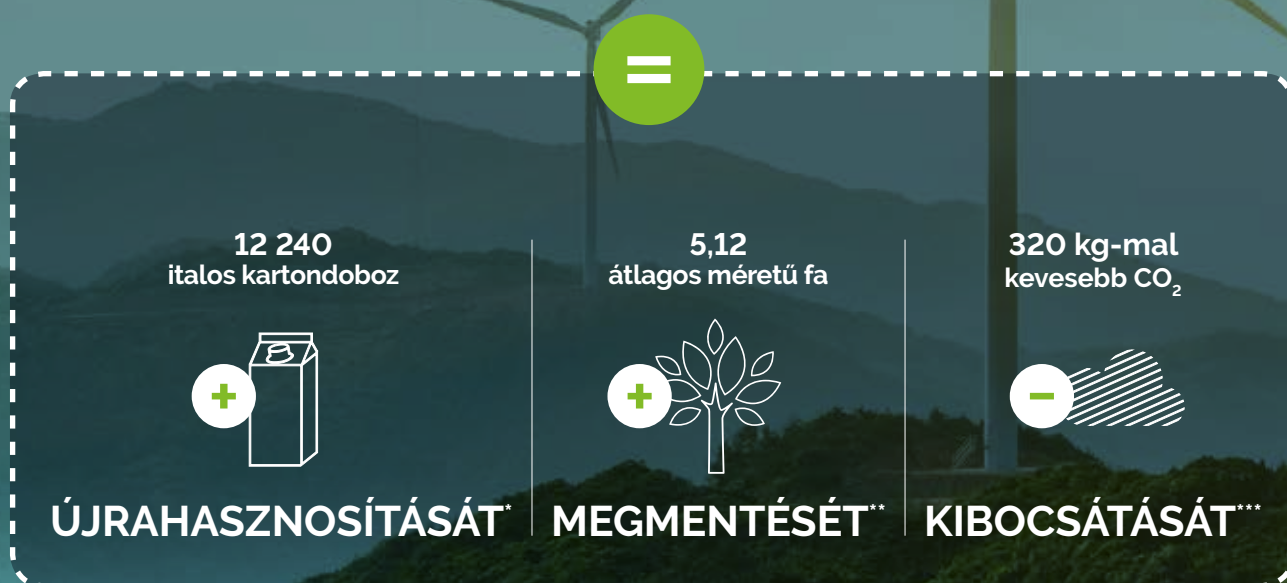 =
12 240
italos kartondoboz
+
ÚJRAHASZNOSÍTÁSÁT*
5,12
átlagos méretű fa
+
MEGMENTÉSÉT**
320 kg-mal
kevesebb CO₂
−
KIBOCSÁTÁSÁT***